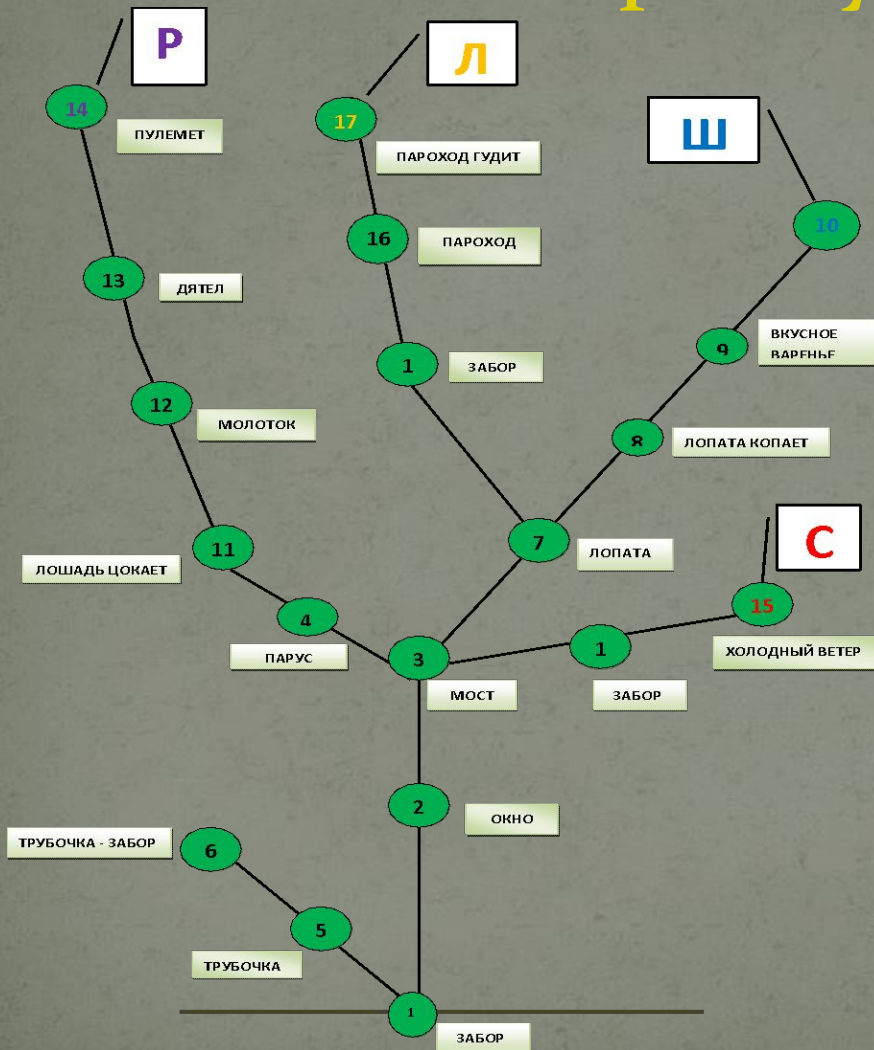 Р
Л
14
17
Ш
ПУЛЕМЕТ
ПАРОХОД ГУДИТ
10
16
ПАРОХОД
13
ДЯТЕЛ
9
ВКУСНОЕ
ВАРЕНЬЕ
1
ЗАБОР
12
МОЛОТОК
8
ЛОПАТА КОПАЕТ
11
7
ЛОПАТА
С
ЛОШАДЬ ЦОКАЕТ
15
4
ПАРУС
3
МОСТ
1
ЗАБОР
ХОЛОДНЫЙ ВЕТЕР
2
ОКНО
ТРУБОЧКА - ЗАБОР
6
5
ТРУБОЧКА
1
ЗАБОР